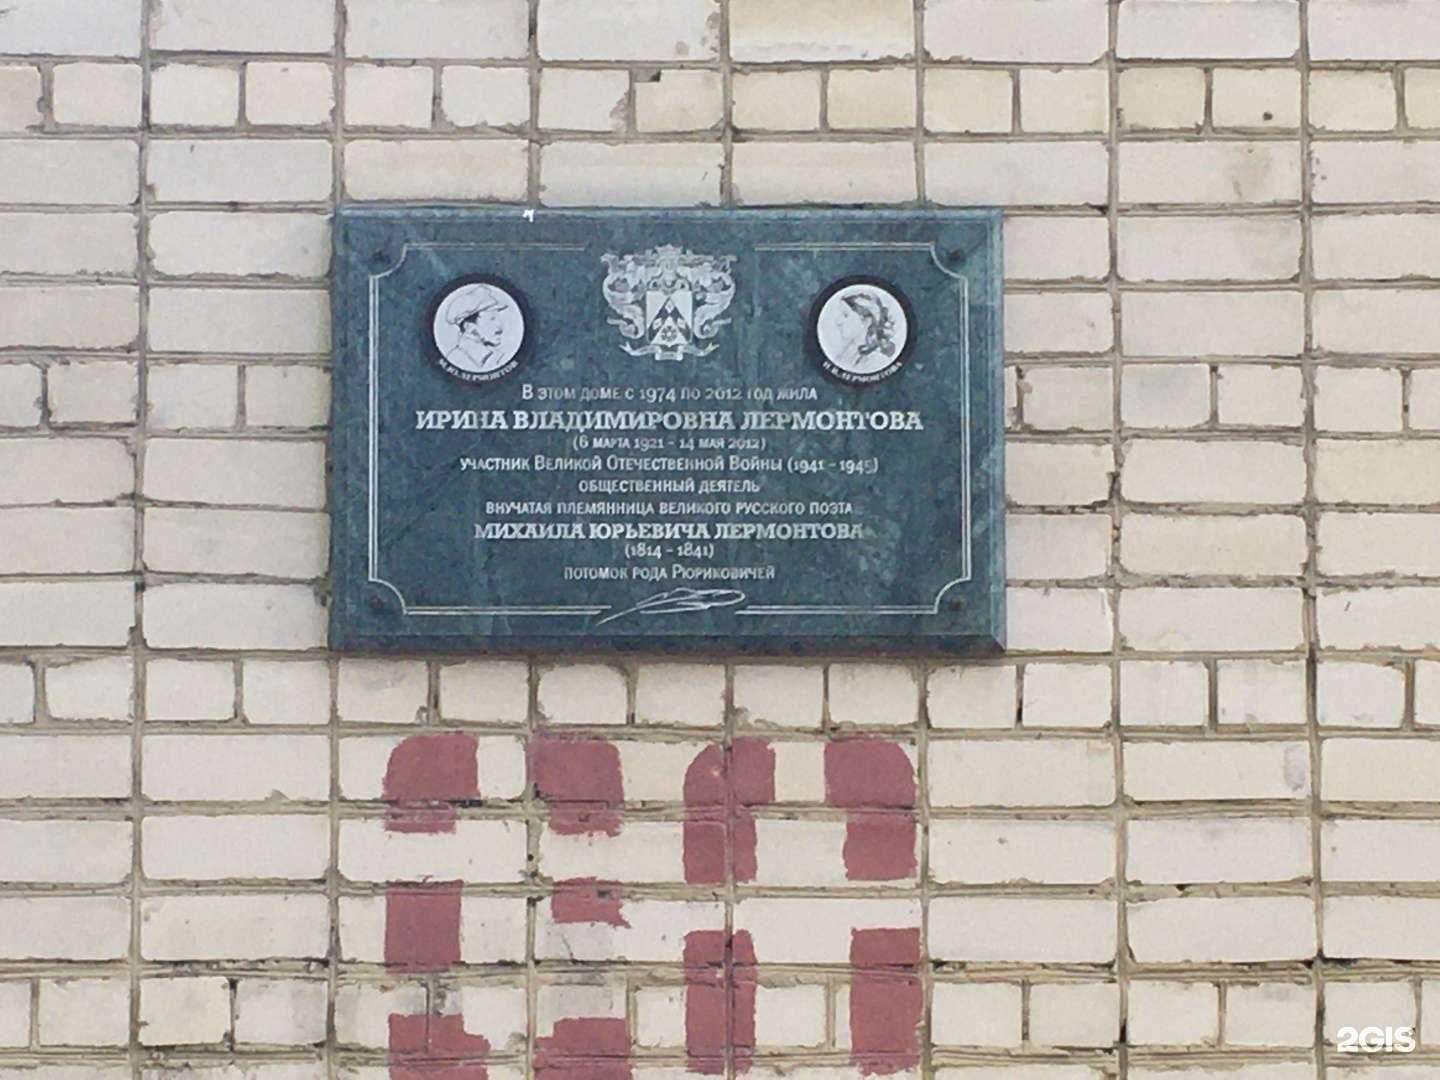 М.Ю.ЛЕРМОНТОВ
И.В.ЛЕРМОНТОВА
В ЭТОМ ДОМЕ С 1974 ПО 2012 ГОД ЖИЛА
ИРИНА ВЛАДИМИРОВНА ЛЕРМОНТОВА
(6 МАРТА 1921 - 14 МАЯ 2012)
УЧАСТНИК ВЕЛИКОЙ ОТЕЧЕСТВЕННОЙ ВОЙНЫ (1941 - 1945)
ОБЩЕСТВЕННЫЙ ДЕЯТЕЛЬ
ВНУЧАТАЯ ПЛЕМЯННИЦА ВЕЛИКОГО РУССКОГО ПОЭТА
МИХАИЛА ЮРЬЕВИЧА ЛЕРМОНТОВА
(1814 - 1841)
ПОТОМОК РОДА РЮРИКОВИЧЕЙ
2GIS